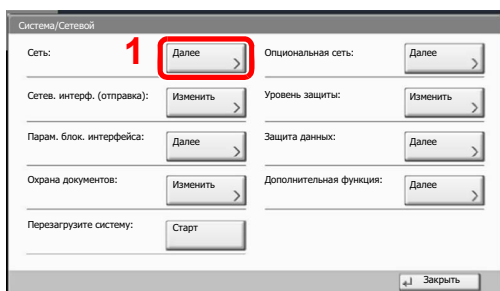 Система/Сетевой
Сеть: 1 Далее Опциональная сеть: Далее
Сетев. интерф. (отправка): Изменить Уровень защиты: Изменить
Парам. блок. интерфейса: Далее Защита данных: Далее
Охрана документов: Изменить Дополнительная функция: Далее
Перезагрузите систему: Старт
Закрыть